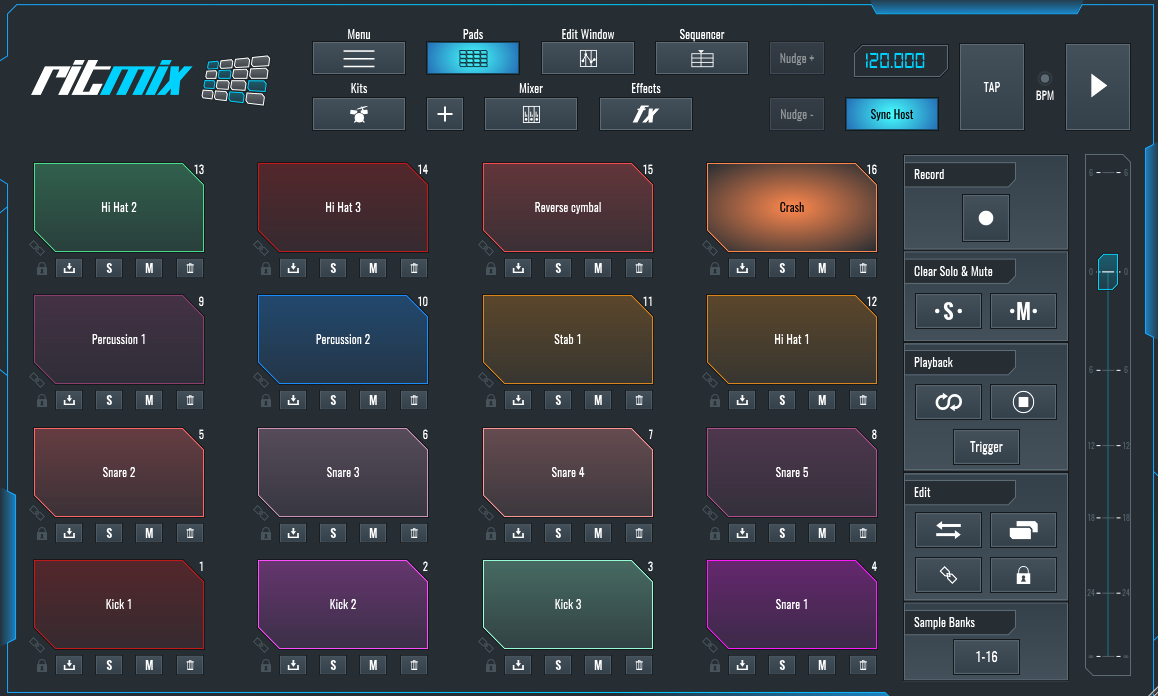 Menu Pads Edit Window Sequencer
ritmix
Nudge + 120.000 TAP BPM
Kits Mixer Effects
+ fx
Nudge - Sync Host
13 14 15 16
Hi Hat 2 Hi Hat 3 Reverse cymbal Crash
S M S M S M S M
9 10 11 12
Percussion 1 Percussion 2 Stab 1 Hi Hat 1
S M S M S M S M
5 6 7 8
Snare 2 Snare 3 Snare 4 Snare 5
S M S M S M S M
1 2 3 4
Kick 1 Kick 2 Kick 3 Snare 1
S M S M S M S M
Record
Clear Solo & Mute
·S· ·M·
Playback
Trigger
Edit
Sample Banks
1-16
6 6
0 0
6 6
12 12
18 18
24 24
∞ ∞